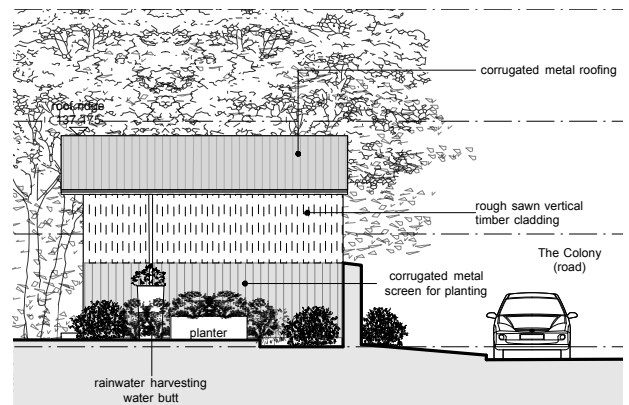 corrugated metal roofing
roof ridge
137.175
rough sawn vertical
timber cladding
The Colony
(road)
corrugated metal
screen for planting
planter
rainwater harvesting
water butt